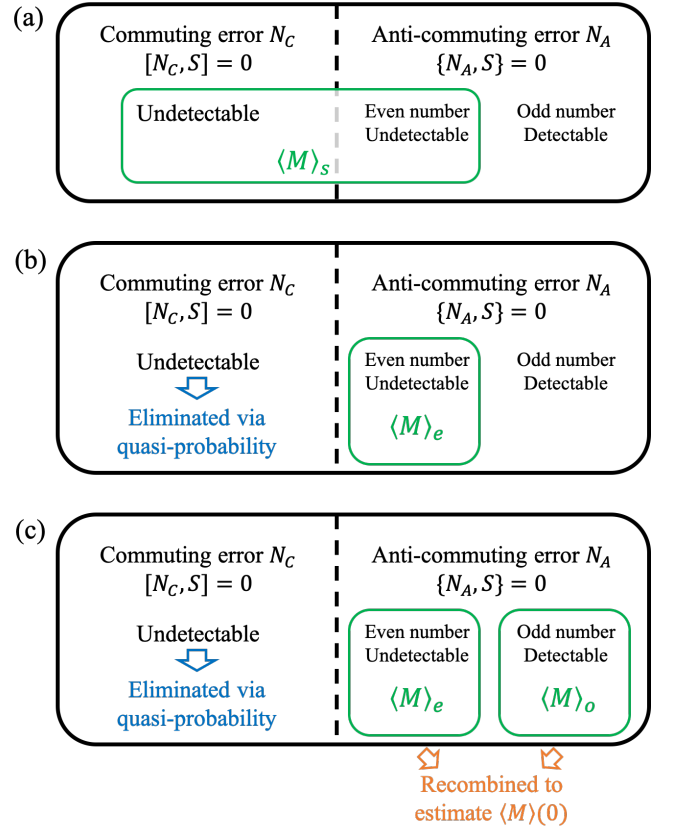 (a)
Commuting error N_C
[N_C, S] = 0
Anti-commuting error N_A
{N_A, S} = 0
Undetectable
Even number
Undetectable
Odd number
Detectable
⟨M⟩_s
(b)
Commuting error N_C
[N_C, S] = 0
Anti-commuting error N_A
{N_A, S} = 0
Undetectable
Eliminated via
quasi-probability
Even number
Undetectable
⟨M⟩_e
Odd number
Detectable
(c)
Commuting error N_C
[N_C, S] = 0
Anti-commuting error N_A
{N_A, S} = 0
Undetectable
Eliminated via
quasi-probability
Even number
Undetectable
⟨M⟩_e
Odd number
Detectable
⟨M⟩_o
Recombined to
estimate ⟨M⟩(0)